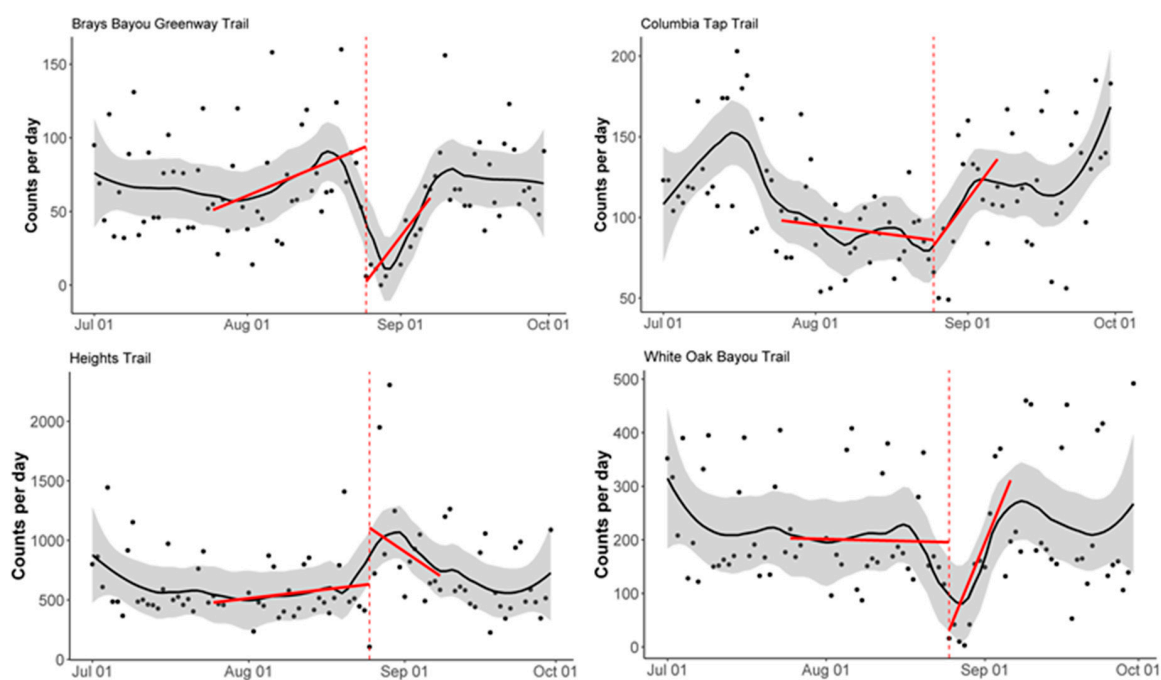 Brays Bayou Greenway Trail
Counts per day
150
100
50
0
Jul 01 Aug 01 Sep 01 Oct 01
Columbia Tap Trail
Counts per day
200
150
100
50
Jul 01 Aug 01 Sep 01 Oct 01
Heights Trail
Counts per day
2000
1500
1000
500
0
Jul 01 Aug 01 Sep 01 Oct 01
White Oak Bayou Trail
Counts per day
500
400
300
200
100
0
Jul 01 Aug 01 Sep 01 Oct 01